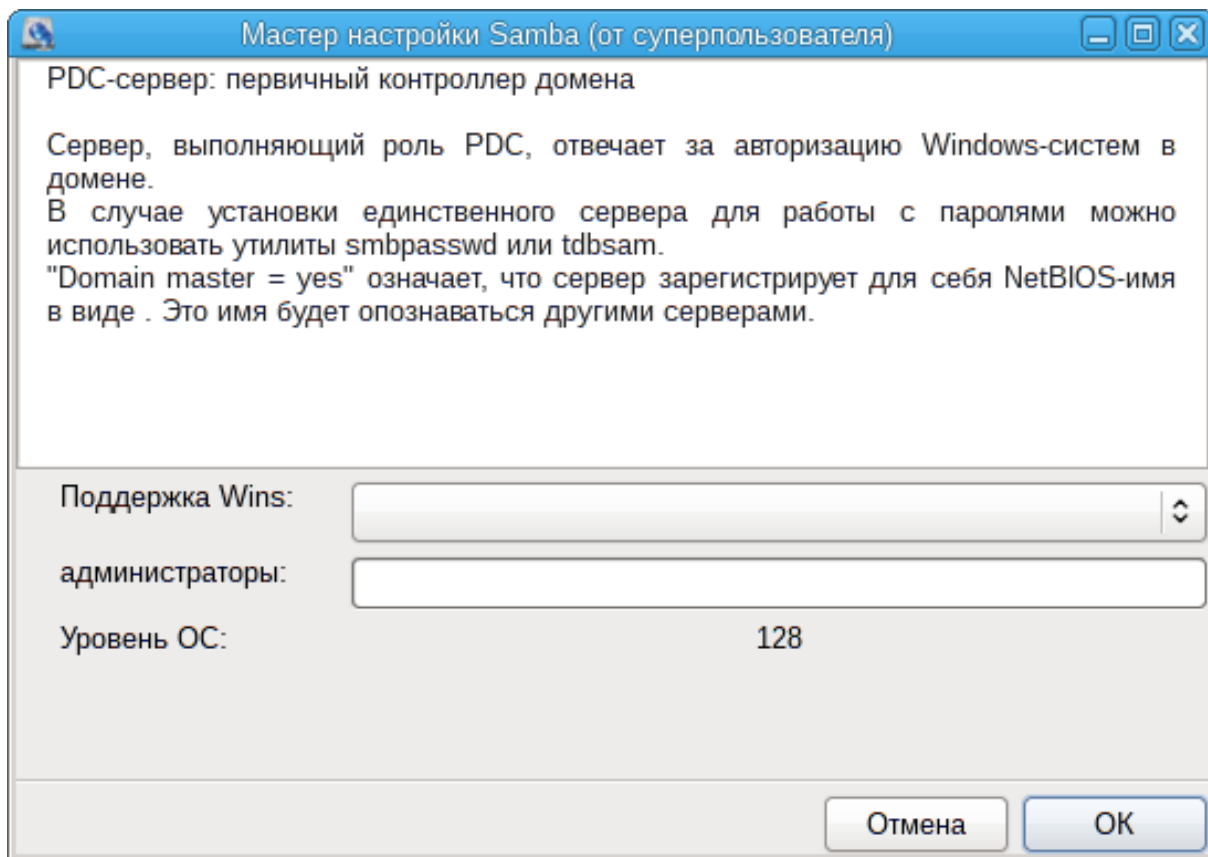 Мастер настройки Samba (от суперпользователя)
PDC-сервер: первичный контроллер домена
Сервер, выполняющий роль PDC, отвечает за авторизацию Windows-систем в
домене.
В случае установки единственного сервера для работы с паролями можно
использовать утилиты smbpasswd или tdbsam.
"Domain master = yes" означает, что сервер зарегистрирует для себя NetBIOS-имя
в виде . Это имя будет опознаваться другими серверами.
Поддержка Wins:
администраторы:
Уровень ОС: 128
Отмена ОК